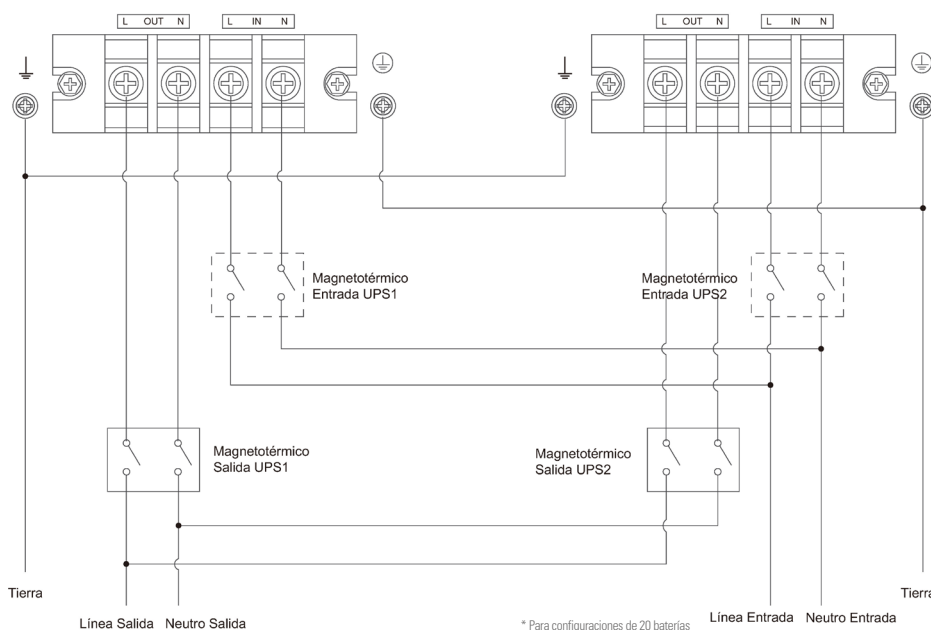 L OUT N
L IN N
L OUT N
L IN N
Magnetotérmico
Entrada UPS1
Magnetotérmico
Entrada UPS2
Magnetotérmico
Salida UPS1
Magnetotérmico
Salida UPS2
Tierra
Tierra
Línea Salida
Neutro Salida
* Para configuraciones de 20 baterías
Línea Entrada
Neutro Entrada